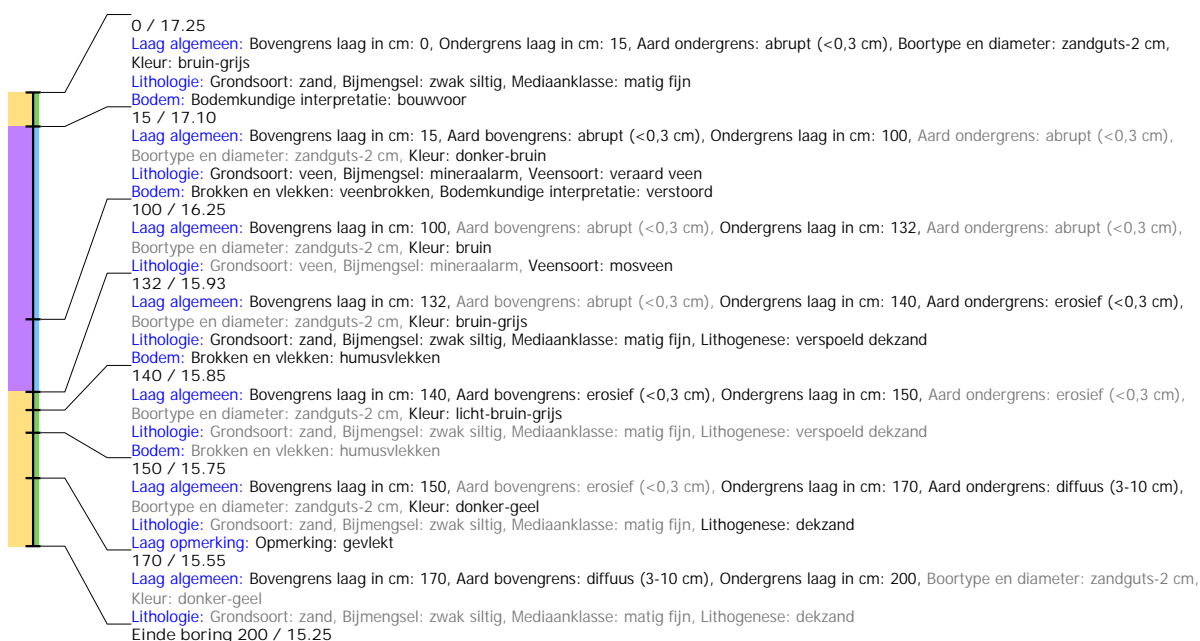 0 / 17.25
Laag algemeen: Bovengrens laag in cm: 0, Ondergrens laag in cm: 15, Aard ondergrens: abrupt (<0,3 cm), Boortype en diameter: zandguts-2 cm,
Kleur: bruin-grijs
Lithologie: Grondsoort: zand, Bijmengsel: zwak siltig, Mediaanklasse: matig fijn
Bodem: Bodemkundige interpretatie: bouwvoor
15 / 17.10
Laag algemeen: Bovengrens laag in cm: 15, Aard bovengrens: abrupt (<0,3 cm), Ondergrens laag in cm: 100, Aard ondergrens: abrupt (<0,3 cm),
Boortype en diameter: zandguts-2 cm, Kleur: donker-bruin
Lithologie: Grondsoort: veen, Bijmengsel: mineraalarm, Veensoort: veraard veen
Bodem: Brokken en vlekken: veenbrokken, Bodemkundige interpretatie: verstoord
100 / 16.25
Laag algemeen: Bovengrens laag in cm: 100, Aard bovengrens: abrupt (<0,3 cm), Ondergrens laag in cm: 132, Aard ondergrens: abrupt (<0,3 cm),
Boortype en diameter: zandguts-2 cm, Kleur: bruin
Lithologie: Grondsoort: veen, Bijmengsel: mineraalarm, Veensoort: mosveen
132 / 15.93
Laag algemeen: Bovengrens laag in cm: 132, Aard bovengrens: abrupt (<0,3 cm), Ondergrens laag in cm: 140, Aard ondergrens: erosief (<0,3 cm),
Boortype en diameter: zandguts-2 cm, Kleur: bruin-grijs
Lithologie: Grondsoort: zand, Bijmengsel: zwak siltig, Mediaanklasse: matig fijn, Lithogenese: verspoeld dekzand
Bodem: Brokken en vlekken: humusvlekken
140 / 15.85
Laag algemeen: Bovengrens laag in cm: 140, Aard bovengrens: erosief (<0,3 cm), Ondergrens laag in cm: 150, Aard ondergrens: erosief (<0,3 cm),
Boortype en diameter: zandguts-2 cm, Kleur: licht-bruin-grijs
Lithologie: Grondsoort: zand, Bijmengsel: zwak siltig, Mediaanklasse: matig fijn, Lithogenese: verspoeld dekzand
Bodem: Brokken en vlekken: humusvlekken
150 / 15.75
Laag algemeen: Bovengrens laag in cm: 150, Aard bovengrens: erosief (<0,3 cm), Ondergrens laag in cm: 170, Aard ondergrens: diffuus (3-10 cm),
Boortype en diameter: zandguts-2 cm, Kleur: donker-geel
Lithologie: Grondsoort: zand, Bijmengsel: zwak siltig, Mediaanklasse: matig fijn, Lithogenese: dekzand
Laag opmerking: Opmerking: gevlekt
170 / 15.55
Laag algemeen: Bovengrens laag in cm: 170, Aard bovengrens: diffuus (3-10 cm), Ondergrens laag in cm: 200, Boortype en diameter: zandguts-2 cm,
Kleur: donker-geel
Lithologie: Grondsoort: zand, Bijmengsel: zwak siltig, Mediaanklasse: matig fijn, Lithogenese: dekzand
Einde boring 200 / 15.25